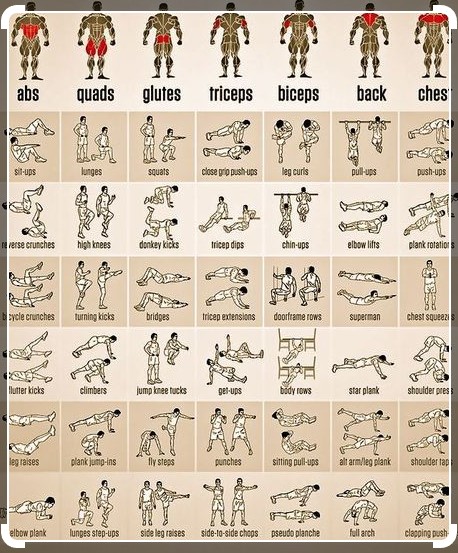 abs quads glutes triceps biceps back ches
sit-ups lunges squats close grip push-ups leg curls pull-ups push-ups
reverse crunches high knees donkey kicks tricep dips chin-ups elbow lifts plank rotation
bicycle crunches turning kicks bridges tricep extensions doorframe rows superman chest squeeze
flutter kicks climbers jump knee tucks get-ups body rows star plank shoulder pres
leg raises plank jump-ins fly steps punches sitting pull-ups alt arm/leg plank shoulder tap
elbow plank lunges step-ups side leg raises side-to-side chops pseudo planche full arch clapping push